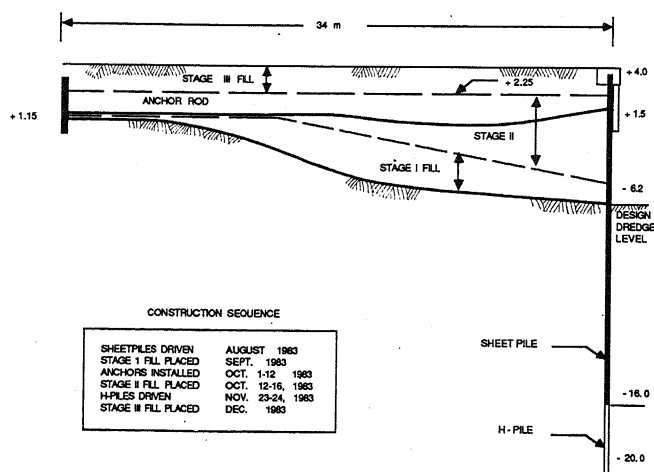 34 m
STAGE III FILL
+ 4.0
+ 2.25
ANCHOR ROD
+ 1.15
+ 1.5
STAGE II
STAGE I FILL
- 6.2
DESIGN
DREDGE
LEVEL
CONSTRUCTION SEQUENCE
SHEETPILES DRIVEN AUGUST 1983
STAGE 1 FILL PLACED SEPT. 1983
ANCHORS INSTALLED OCT. 1-12 1983
STAGE II FILL PLACED OCT. 12-16, 1983
H-PILES DRIVEN NOV. 23-24, 1983
STAGE III FILL PLACED DEC. 1983
SHEET PILE
- 16.0
H - PILE
- 20.0